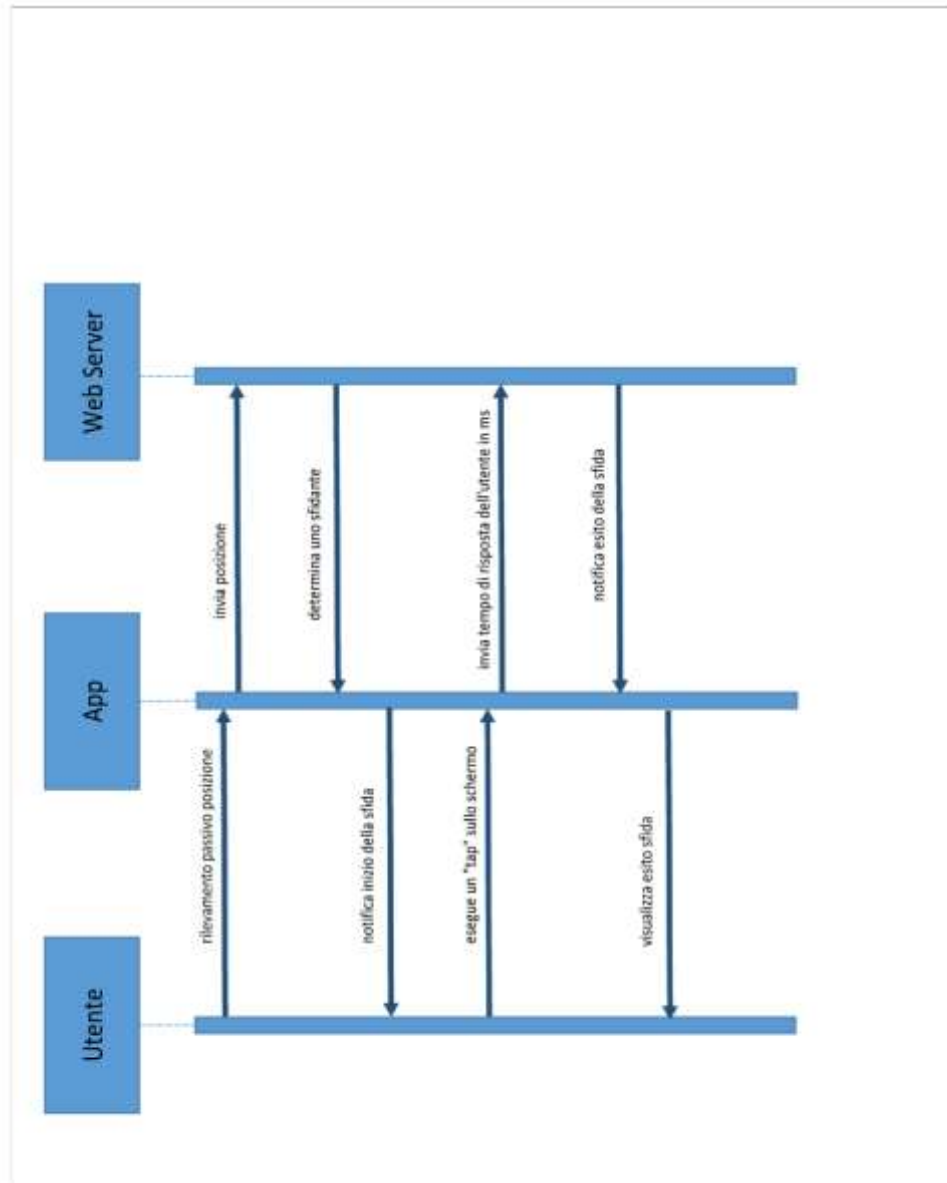 Utente
App
Web Server
rilevamento passivo posizione
invia posizione
determina uno sfidante
notifica inizio della sfida
esegue un "tap" sullo schermo
invia tempo di risposta dell'utente in ms
notifica esito della sfida
visualizza esito sfida